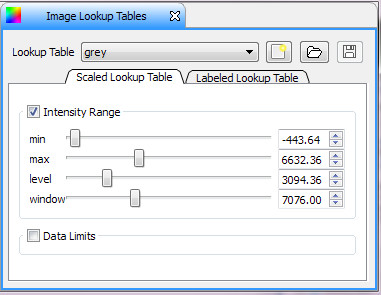 Image Lookup Tables
Lookup Table grey
Scaled Lookup Table Labeled Lookup Table
Intensity Range
min -443.64
max 6632.36
level 3094.36
window 7076.00
Data Limits